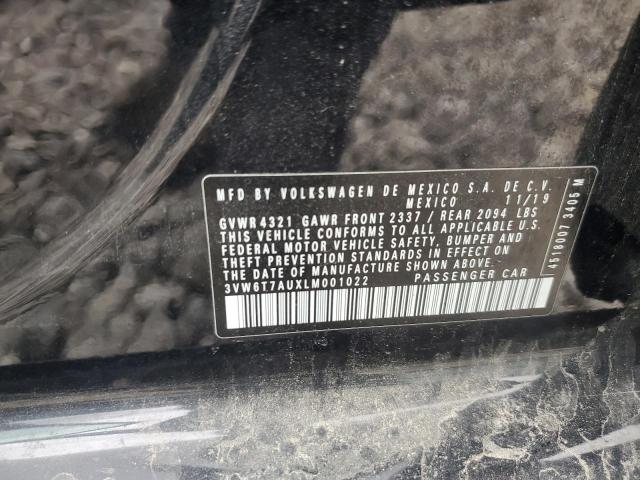 MFD BY VOLKSWAGEN DE MEXICO S.A. DE C.V.
MEXICO 11/19
GVWR 4321 GAWR FRONT 2337 / REAR 2094 LBS
THIS VEHICLE CONFORMS TO ALL APPLICABLE U.S.
FEDERAL MOTOR VEHICLE SAFETY, BUMPER AND
THEFT PREVENTION STANDARDS IN EFFECT ON
THE DATE OF MANUFACTURE SHOWN ABOVE.
3VW6T7AUXLM001022 PASSENGER CAR
4518007 3405 M